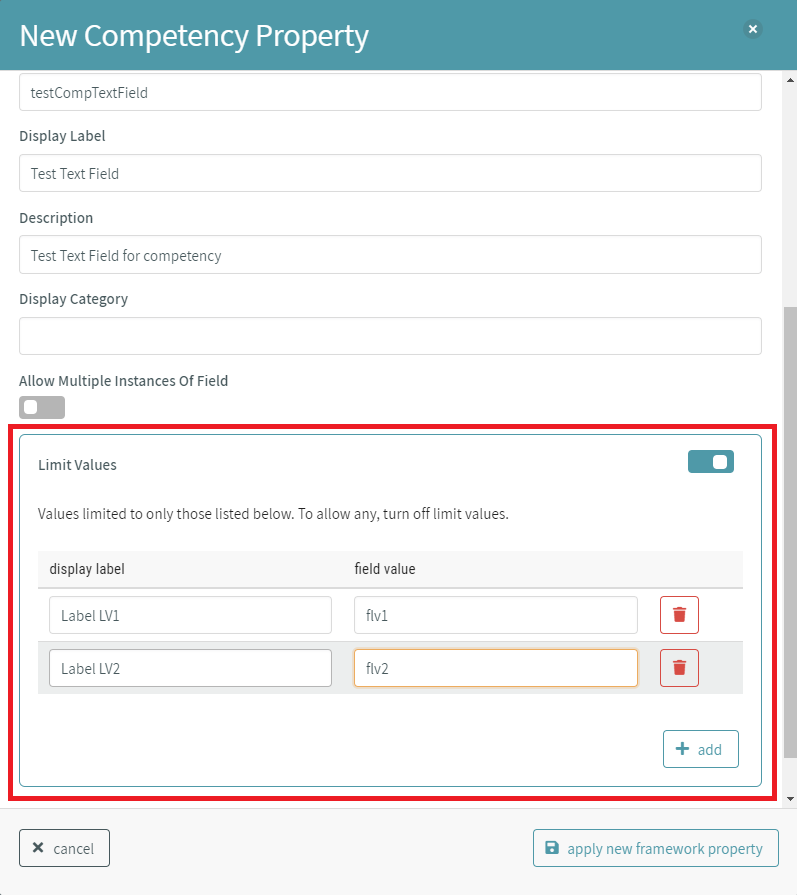 New Competency Property
testCompTextField
Display Label
Test Text Field
Description
Test Text Field for competency
Display Category
Allow Multiple Instances Of Field
Limit Values
Values limited to only those listed below. To allow any, turn off limit values.
display label field value
Label LV1 flv1
Label LV2 flv2
add
cancel apply new framework property